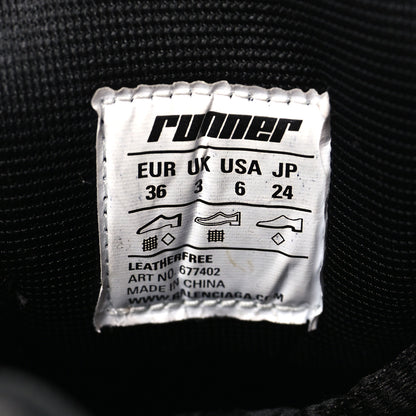 runner
EUR UK USA JP.
36 3 6 24
LEATHERFREE
ART NO. 677402
MADE IN CHINA
WWW.BALENCIAGA.COM